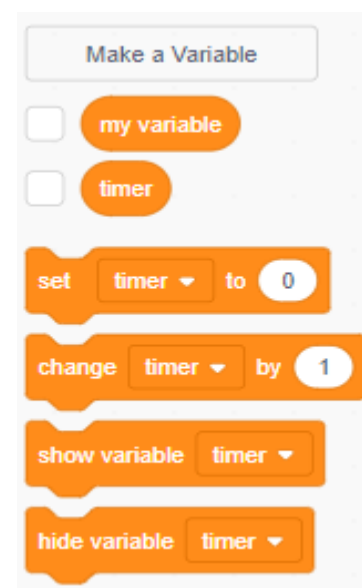 Make a Variable
my variable
timer
set timer to 0
change timer by 1
show variable timer
hide variable timer